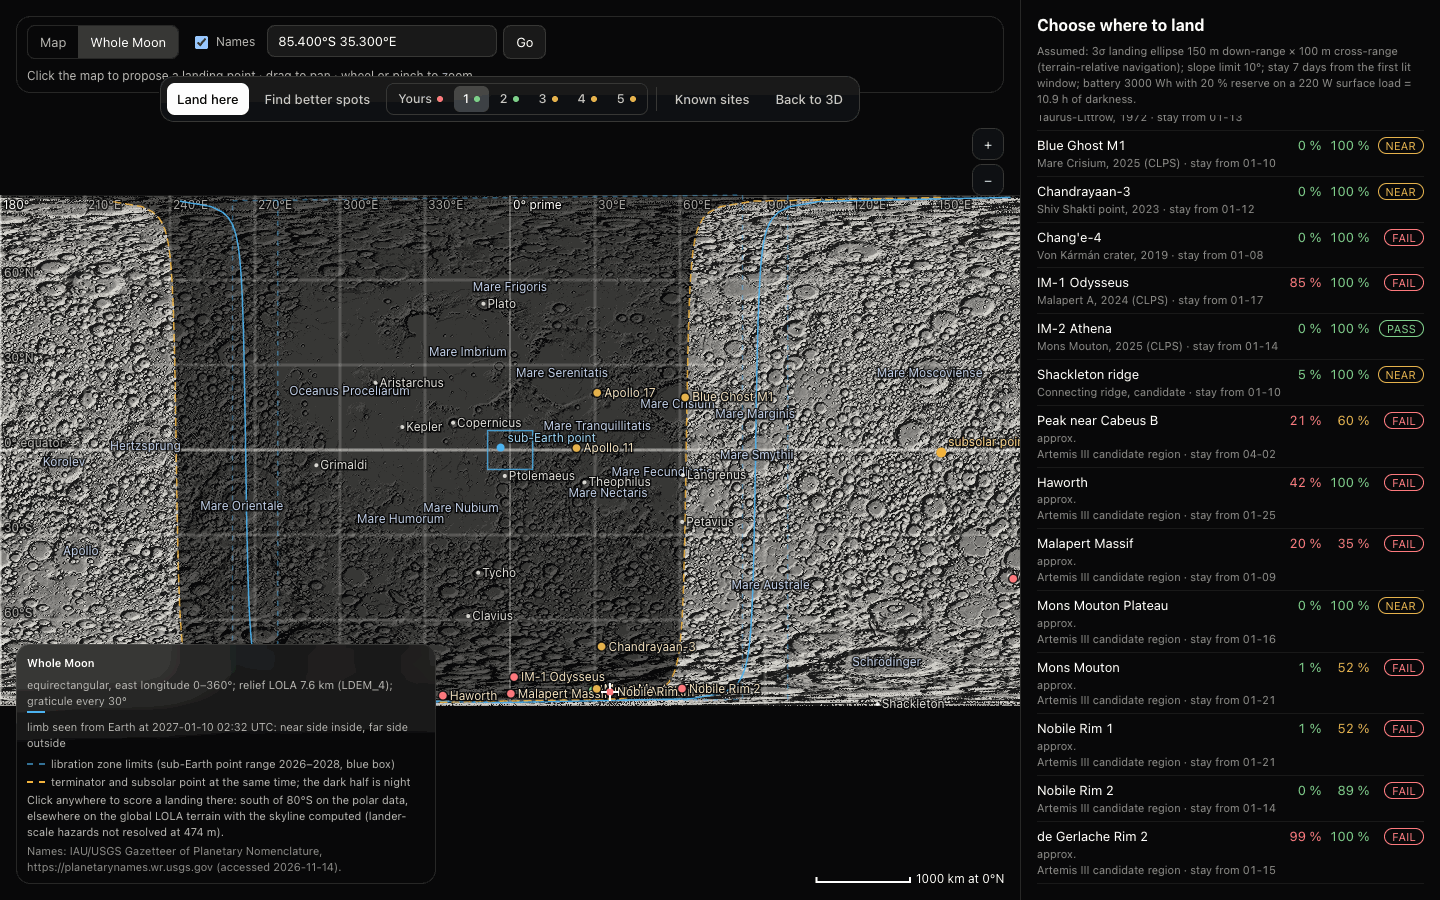 Map
Whole Moon
Names
85.400°S 35.300°E
Go
Click the map to propose a landing point · drag to pan · wheel or pinch to zoom
Land here
Find better spots
Yours
1
2
3
4
5
Known sites
Back to 3D
+
−
180°
210°E
240°E
270°E
300°E
330°E
0° prime
30°E
60°E
90°E
120°E
150°E
60°N
Mare Frigoris
Plato
30°N
Mare Imbrium
Mare Serenitatis
Mare Moscoviense
Aristarchus
Oceanus Procellarum
Apollo 17
Blue Ghost M1
Mare Crisium
Mare Marginis
Kepler
Copernicus
Mare Tranquillitatis
sub-Earth point
0° equator
Hertzsprung
Apollo 11
subsolar poin
Korolev
Grimaldi
Mare Smythii
Ptolemaeus
Mare Fecundi
Langrenus
Theophilus
Mare Nectaris
Mare Orientale
Mare Nubium
Mare Humorum
30°S
Petavius
Apollo
Tycho
Mare Australe
60°S
Clavius
Chandrayaan-3
Schrödinger
IM-1 Odysseus
Haworth
Malapert Mass
Nobile Rim
Nobile Rim 2
Shackleton
Whole Moon
equirectangular, east longitude 0–360°; relief LOLA 7.6 km (LDEM_4);
graticule every 30°
limb seen from Earth at 2027-01-10 02:32 UTC: near side inside, far side
outside
libration zone limits (sub-Earth point range 2026–2028, blue box)
terminator and subsolar point at the same time; the dark half is night
Click anywhere to score a landing there: south of 80°S on the polar data,
elsewhere on the global LOLA terrain with the skyline computed (lander-
scale hazards not resolved at 474 m).
Names: IAU/USGS Gazetteer of Planetary Nomenclature,
https://planetarynames.wr.usgs.gov (accessed 2026-11-14).
1000 km at 0°N
Choose where to land
Assumed: 3σ landing ellipse 150 m down-range × 100 m cross-range
(terrain-relative navigation); slope limit 10°; stay 7 days from the first lit
window; battery 3000 Wh with 20 % reserve on a 220 W surface load =
10.9 h of darkness.
Taurus-Littrow, 1972 · stay from 01-13
Blue Ghost M1 0 % 100 % NEAR
Mare Crisium, 2025 (CLPS) · stay from 01-10
Chandrayaan-3 0 % 100 % NEAR
Shiv Shakti point, 2023 · stay from 01-12
Chang'e-4 0 % 100 % FAIL
Von Kármán crater, 2019 · stay from 01-08
IM-1 Odysseus 85 % 100 % FAIL
Malapert A, 2024 (CLPS) · stay from 01-17
IM-2 Athena 0 % 100 % PASS
Mons Mouton, 2025 (CLPS) · stay from 01-14
Shackleton ridge 5 % 100 % NEAR
Connecting ridge, candidate · stay from 01-10
Peak near Cabeus B 21 % 60 % FAIL
approx.
Artemis III candidate region · stay from 04-02
Haworth 42 % 100 % FAIL
approx.
Artemis III candidate region · stay from 01-25
Malapert Massif 20 % 35 % FAIL
approx.
Artemis III candidate region · stay from 01-09
Mons Mouton Plateau 0 % 100 % NEAR
approx.
Artemis III candidate region · stay from 01-16
Mons Mouton 1 % 52 % FAIL
approx.
Artemis III candidate region · stay from 01-21
Nobile Rim 1 1 % 52 % FAIL
approx.
Artemis III candidate region · stay from 01-21
Nobile Rim 2 0 % 89 % FAIL
Artemis III candidate region · stay from 01-14
de Gerlache Rim 2 99 % 100 % FAIL
approx.
Artemis III candidate region · stay from 01-15